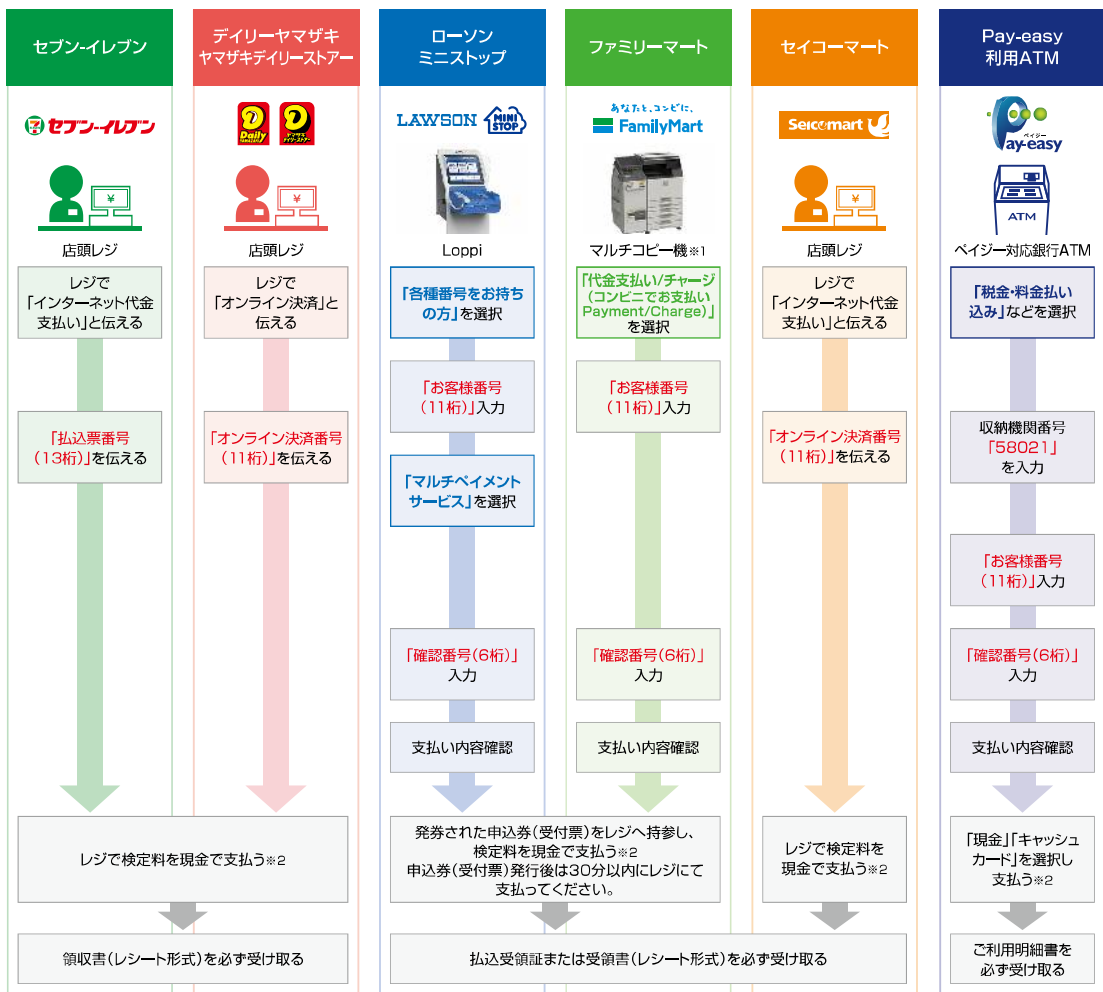 セブン-イレブン
デイリーヤマザキ
ヤマザキデイリーストアー
ローソン
ミニストップ
ファミリーマート
セイコーマート
Pay-easy
利用ATM
セブン-イレブン
Daily
YAMAZAKI
ヤマザキ
デイリーストアー
LAWSON
MINI
STOP
あなたと、コンビに、
FamilyMart
Seicomart
ペイジー
Pay-easy
¥
¥
¥
ATM
店頭レジ
店頭レジ
Loppi
マルチコピー機※1
店頭レジ
ペイジー対応銀行ATM
レジで
「インターネット代金
支払い」と伝える
レジで
「オンライン決済」と
伝える
「各種番号をお持ち
の方」を選択
「代金支払い/チャージ
(コンビニでお支払い
Payment/Charge)」
を選択
レジで
「インターネット代金
支払い」と伝える
「税金・料金払い
込み」などを選択
「お客様番号
(11桁)」入力
「お客様番号
(11桁)」入力
「払込票番号
(13桁)」を伝える
「オンライン決済番号
(11桁)」を伝える
「マルチペイメント
サービス」を選択
「オンライン決済番号
(11桁)」を伝える
収納機関番号
「58021」
を入力
「お客様番号
(11桁)」入力
「確認番号(6桁)」
入力
「確認番号(6桁)」
入力
「確認番号(6桁)」
入力
支払い内容確認
支払い内容確認
支払い内容確認
レジで検定料を現金で支払う※2
発券された申込券(受付票)をレジへ持参し、
検定料を現金で支払う※2
申込券(受付票)発行後は30分以内にレジにて
支払ってください。
レジで検定料を
現金で支払う※2
「現金」「キャッシュ
カード」を選択し
支払う※2
領収書(レシート形式)を必ず受け取る
払込受領証または受領書(レシート形式)を必ず受け取る
ご利用明細書を
必ず受け取る